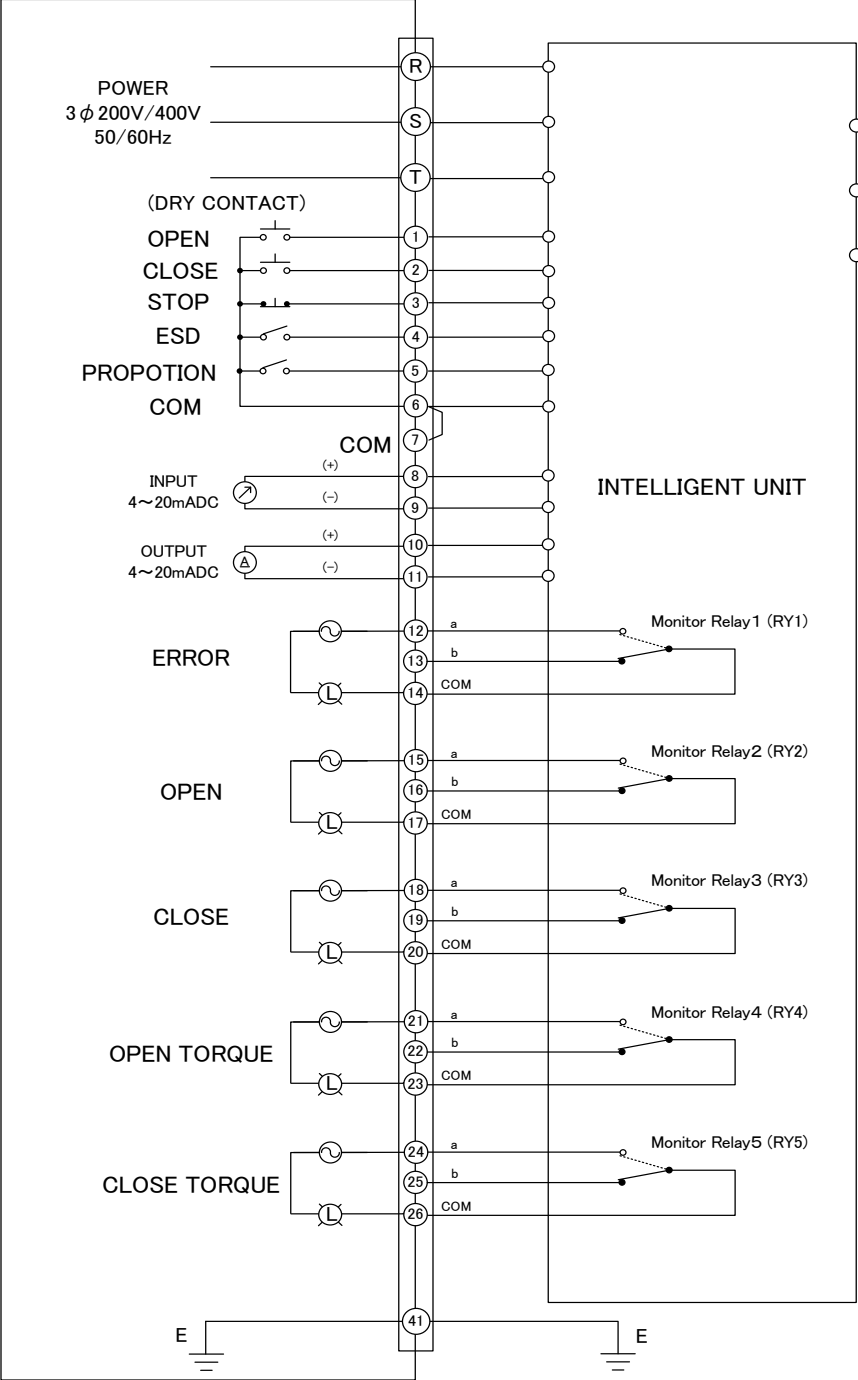 POWER
3φ200V/400V
50/60Hz
R
S
T
(DRY CONTACT)
OPEN 1
CLOSE 2
STOP 3
ESD 4
PROPOTION 5
COM 6
COM 7
INPUT
4~20mADC
(+) 8
(-) 9
OUTPUT
4~20mADC
A
(+) 10
(-) 11
INTELLIGENT UNIT
ERROR
L
12 a Monitor Relay1 (RY1)
13 b
14 COM
OPEN
L
15 a Monitor Relay2 (RY2)
16 b
17 COM
CLOSE
L
18 a Monitor Relay3 (RY3)
19 b
20 COM
OPEN TORQUE
L
21 a Monitor Relay4 (RY4)
22 b
23 COM
CLOSE TORQUE
L
24 a Monitor Relay5 (RY5)
25 b
26 COM
E 41 E